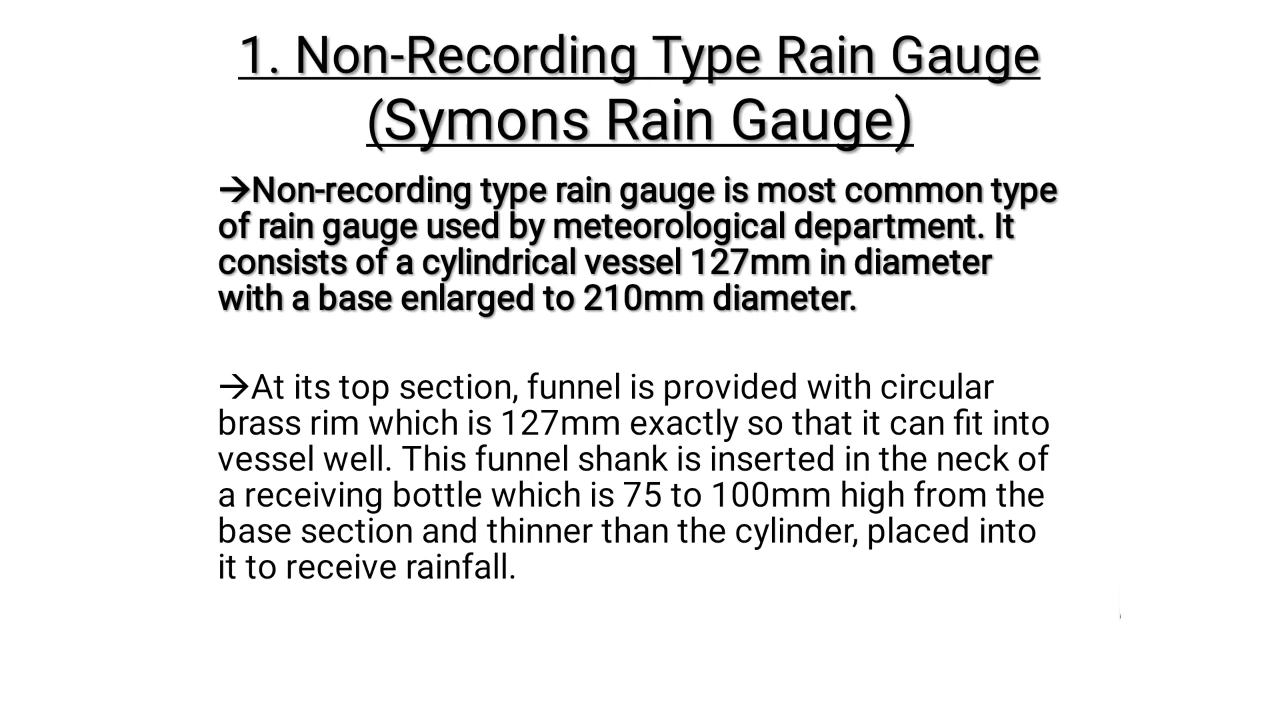 1. Non-Recording Type Rain Gauge
(Symons Rain Gauge)
→Non-recording type rain gauge is most common type
of rain gauge used by meteorological department. It
consists of a cylindrical vessel 127mm in diameter
with a base enlarged to 210mm diameter.
→At its top section, funnel is provided with circular
brass rim which is 127mm exactly so that it can fit into
vessel well. This funnel shank is inserted in the neck of
a receiving bottle which is 75 to 100mm high from the
base section and thinner than the cylinder, placed into
it to receive rainfall.